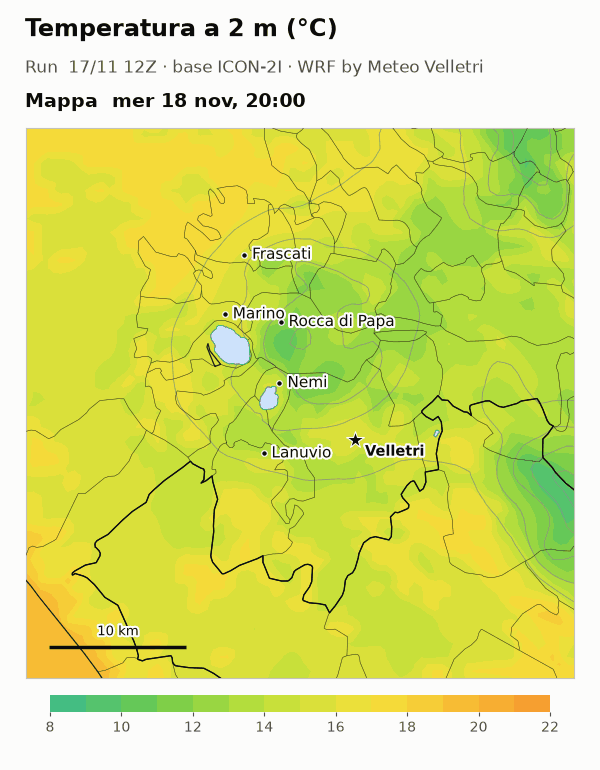 Temperatura a 2 m (°C)
Run  17/11 12Z · base ICON-2I · WRF by Meteo Velletri
Mappa  mer 18 nov, 20:00
Frascati
Marino
Rocca di Papa
Nemi
Velletri
Lanuvio
10 km
8 10 12 14 16 18 20 22